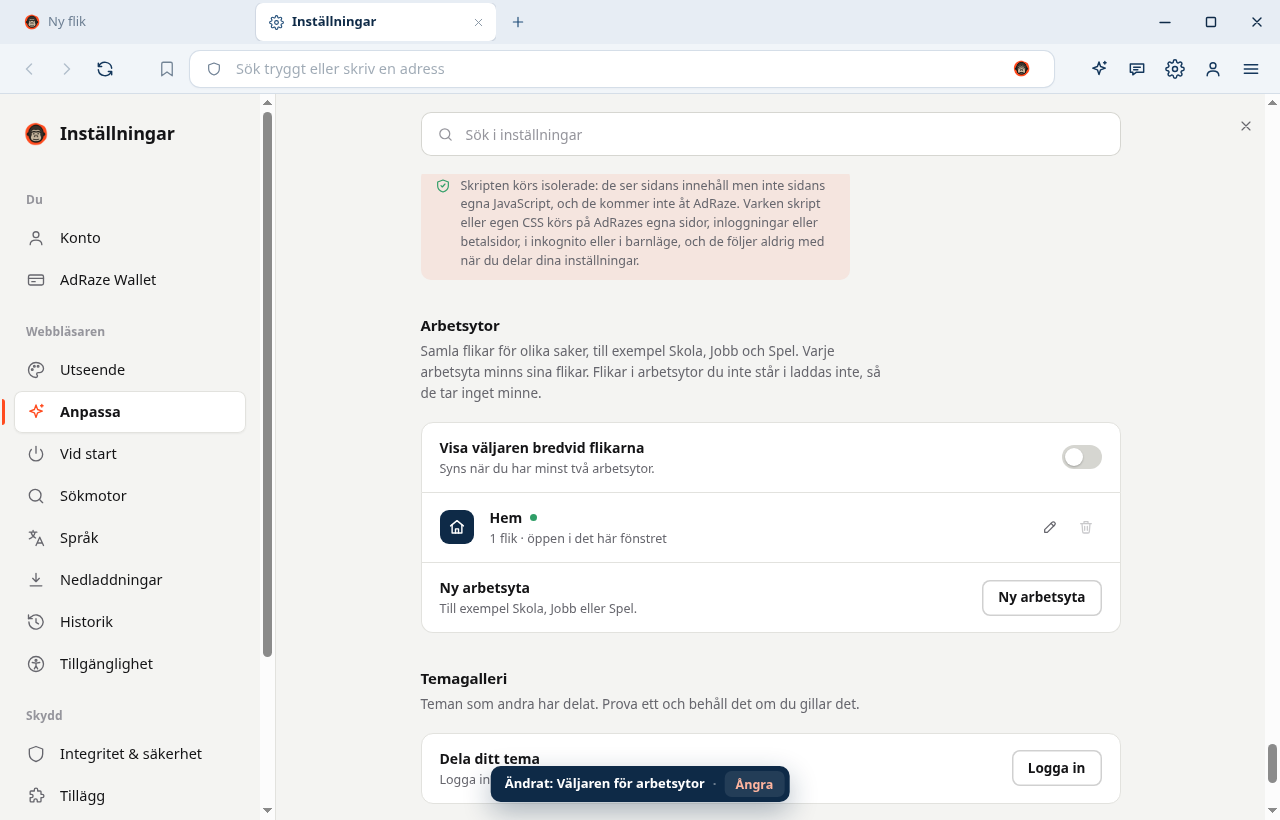 Ny flik
Inställningar
Sök tryggt eller skriv en adress
Inställningar
Du
Konto
AdRaze Wallet
Webbläsaren
Utseende
Anpassa
Vid start
Sökmotor
Språk
Nedladdningar
Historik
Tillgänglighet
Skydd
Integritet & säkerhet
Tillägg
Sök i inställningar
Skripten körs isolerade: de ser sidans innehåll men inte sidans
egna JavaScript, och de kommer inte åt AdRaze. Varken skript
eller egen CSS körs på AdRazes egna sidor, inloggningar eller
betalsidor, i inkognito eller i barnläge, och de följer aldrig med
när du delar dina inställningar.
Arbetsytor
Samla flikar för olika saker, till exempel Skola, Jobb och Spel. Varje
arbetsyta minns sina flikar. Flikar i arbetsytor du inte står i laddas inte, så
de tar inget minne.
Visa väljaren bredvid flikarna
Syns när du har minst två arbetsytor.
Hem
1 flik · öppen i det här fönstret
Ny arbetsyta
Till exempel Skola, Jobb eller Spel.
Ny arbetsyta
Temagalleri
Teman som andra har delat. Prova ett och behåll det om du gillar det.
Dela ditt tema
Logga in
Logga in
Ändrat: Väljaren för arbetsytor · Ångra